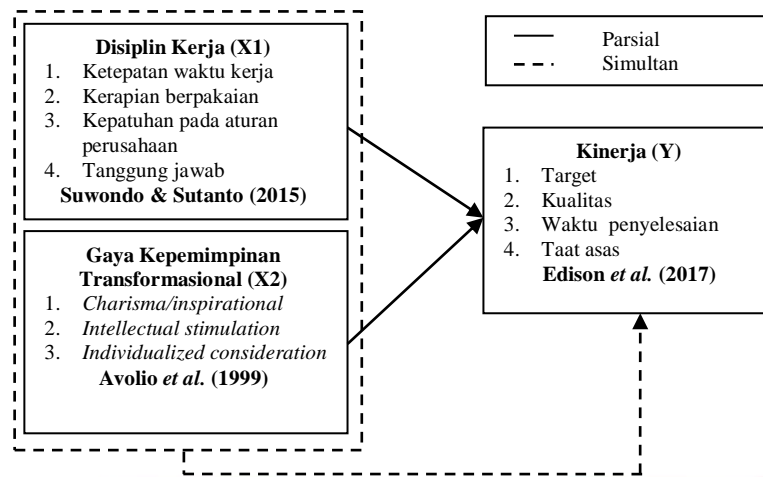 Disiplin Kerja (X1)
1. Ketepatan waktu kerja
2. Kerapian berpakaian
3. Kepatuhan pada aturan
perusahaan
4. Tanggung jawab
Suwondo & Sutanto (2015)
Gaya Kepemimpinan
Transformasional (X2)
1. Charisma/inspirational
2. Intellectual stimulation
3. Individualized consideration
Avolio et al. (1999)
Parsial
Simultan
Kinerja (Y)
1. Target
2. Kualitas
3. Waktu penyelesaian
4. Taat asas
Edison et al. (2017)